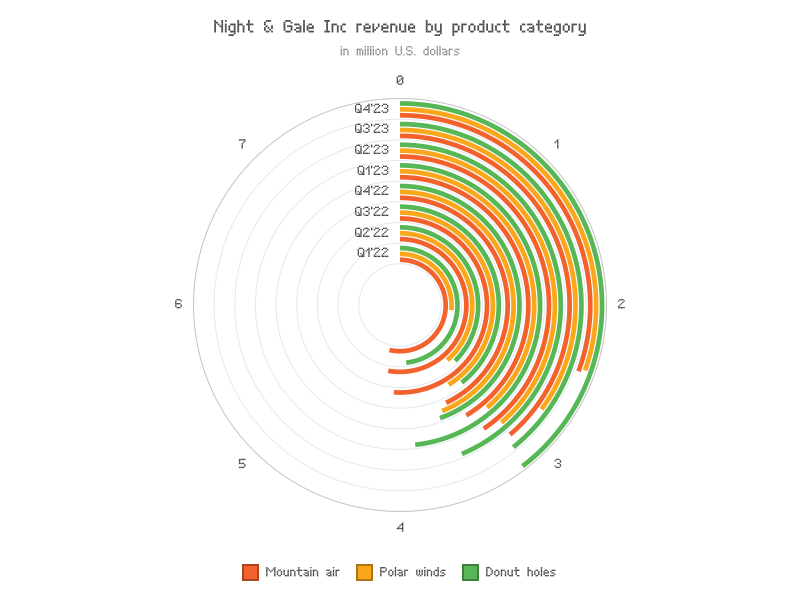 Night & Gale Inc revenue by product category
in million U.S. dollars
0
Q4'23
Q3'23
7
1
Q2'23
Q1'23
Q4'22
Q3'22
Q2'22
Q1'22
6
2
5
3
4
Mountain air
Polar winds
Donut holes